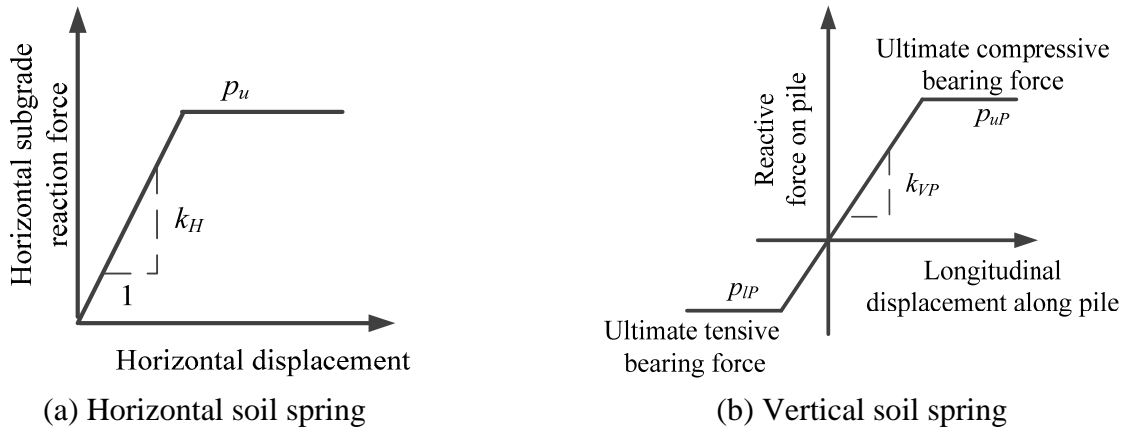 Horizontal subgrade
reaction force
p_u
k_H
1
Horizontal displacement
(a) Horizontal soil spring
Reactive
force on pile
Ultimate compressive
bearing force
p_uP
k_VP
Longitudinal
displacement along pile
p_lP
Ultimate tensive
bearing force
(b) Vertical soil spring